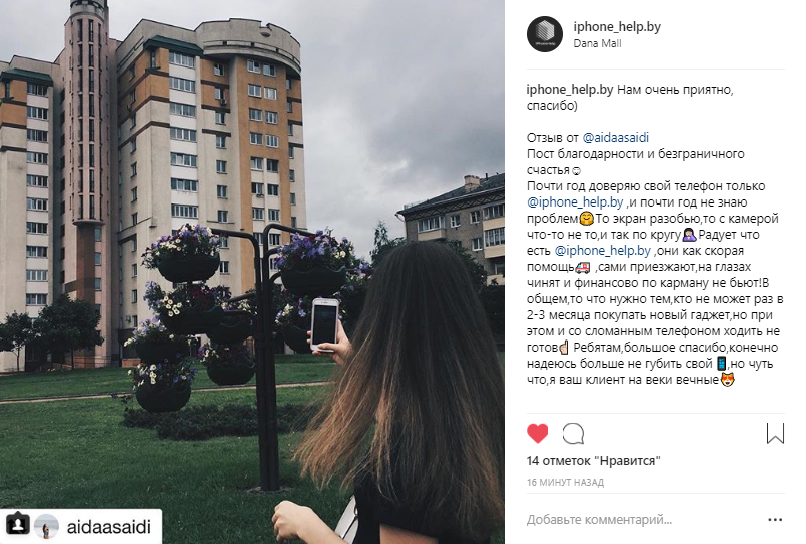 iphone_help.by
Dana Mall
iphone_help.by Нам очень приятно,
спасибо)
Отзыв от @aidaasaidi
Пост благодарности и безграничного
счастья☺
Почти год доверяю свой телефон только
@iphone_help.by ,и почти год не знаю
проблем🤗То экран разобью,то с камерой
что-то не то,и так по кругу🤦🏻‍♀️Радует что
есть @iphone_help.by ,они как скорая
помощь🚑 ,сами приезжают,на глазах
чинят и финансово по карману не бьют!В
общем,то что нужно тем,кто не может раз в
2-3 месяца покупать новый гаджет,но при
этом и со сломанным телефоном ходить не
готов☝🏻 Ребятам,большое спасибо,конечно
надеюсь больше не губить свой 📱,но чуть
что,я ваш клиент на веки вечные😻
14 отметок "Нравится"
16 МИНУТ НАЗАД
Добавьте комментарий...
aidaasaidi